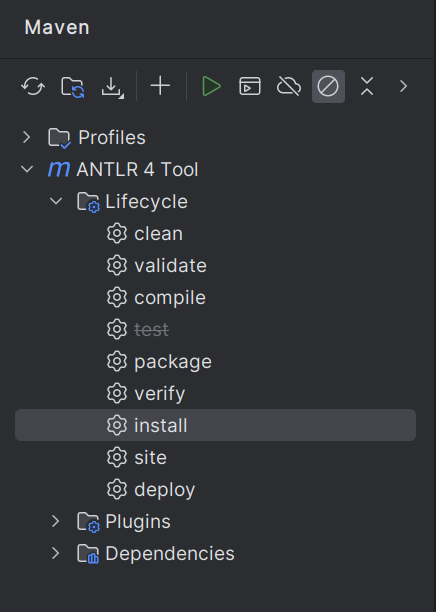 Maven
Profiles
m ANTLR 4 Tool
Lifecycle
clean
validate
compile
test
package
verify
install
site
deploy
Plugins
Dependencies